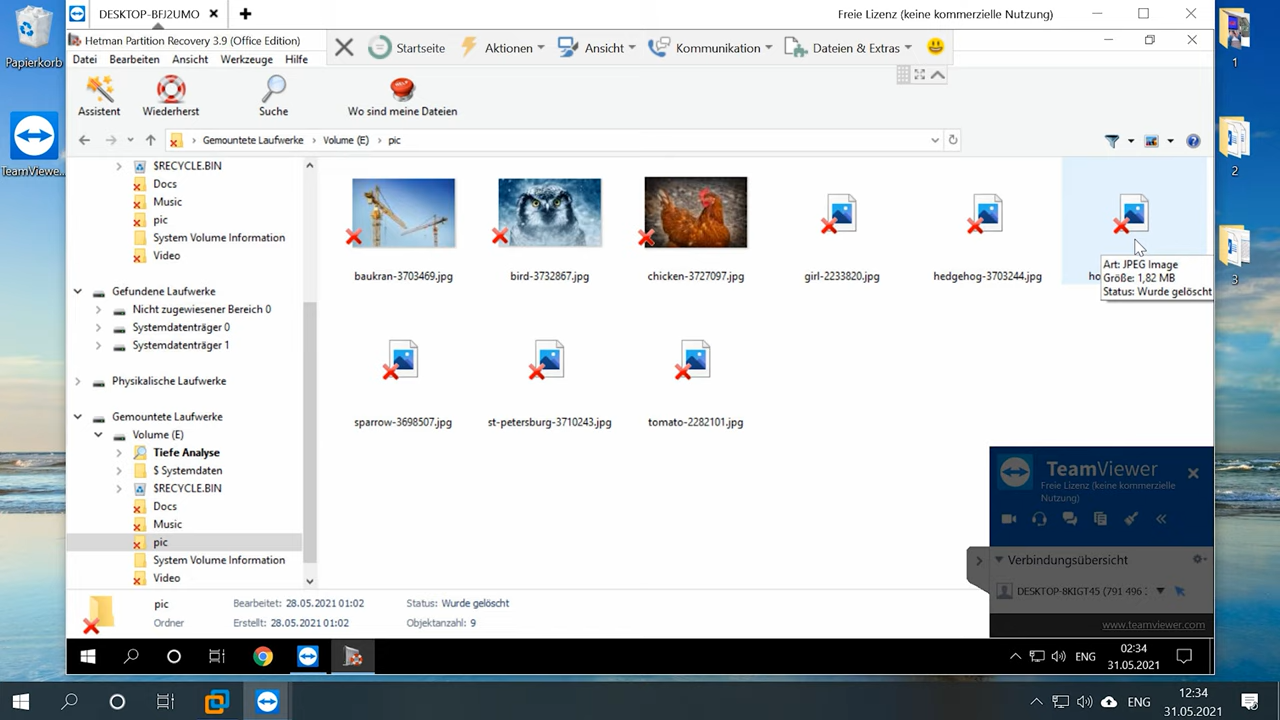 DESKTOP-BFJ2UMO
Freie Lizenz (keine kommerzielle Nutzung)
Papierkorb
TeamViewer...
1
2
3
Hetman Partition Recovery 3.9 (Office Edition)
Startseite
Aktionen
Ansicht
Kommunikation
Dateien & Extras
Datei
Bearbeiten
Ansicht
Werkzeuge
Hilfe
Assistent
Wiederherst
Suche
Wo sind meine Dateien
Gemountete Laufwerke
Volume (E)
pic
$RECYCLE.BIN
Docs
Music
pic
System Volume Information
Video
Gefundene Laufwerke
Nicht zugewiesener Bereich 0
Systemdatenträger 0
Systemdatenträger 1
Physikalische Laufwerke
Gemountete Laufwerke
Volume (E)
Tiefe Analyse
$ Systemdaten
$RECYCLE.BIN
Docs
Music
pic
System Volume Information
Video
baukran-3703469.jpg
bird-3732867.jpg
chicken-3727097.jpg
girl-2233820.jpg
hedgehog-3703244.jpg
Art: JPEG Image
Größe: 1,82 MB
Status: Wurde gelöscht
sparrow-3698507.jpg
st-petersburg-3710243.jpg
tomato-2282101.jpg
TeamViewer
Freie Lizenz (keine kommerzielle
Nutzung)
Verbindungsübersicht
DESKTOP-8KIGT45 (791 496
www.teamviewer.com
pic
Ordner
Bearbeitet: 28.05.2021 01:02
Erstellt: 28.05.2021 01:02
Status: Wurde gelöscht
Objektanzahl: 9
ENG
02:34
31.05.2021
ENG
12:34
31.05.2021